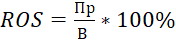 ROS = Пр/В * 100%